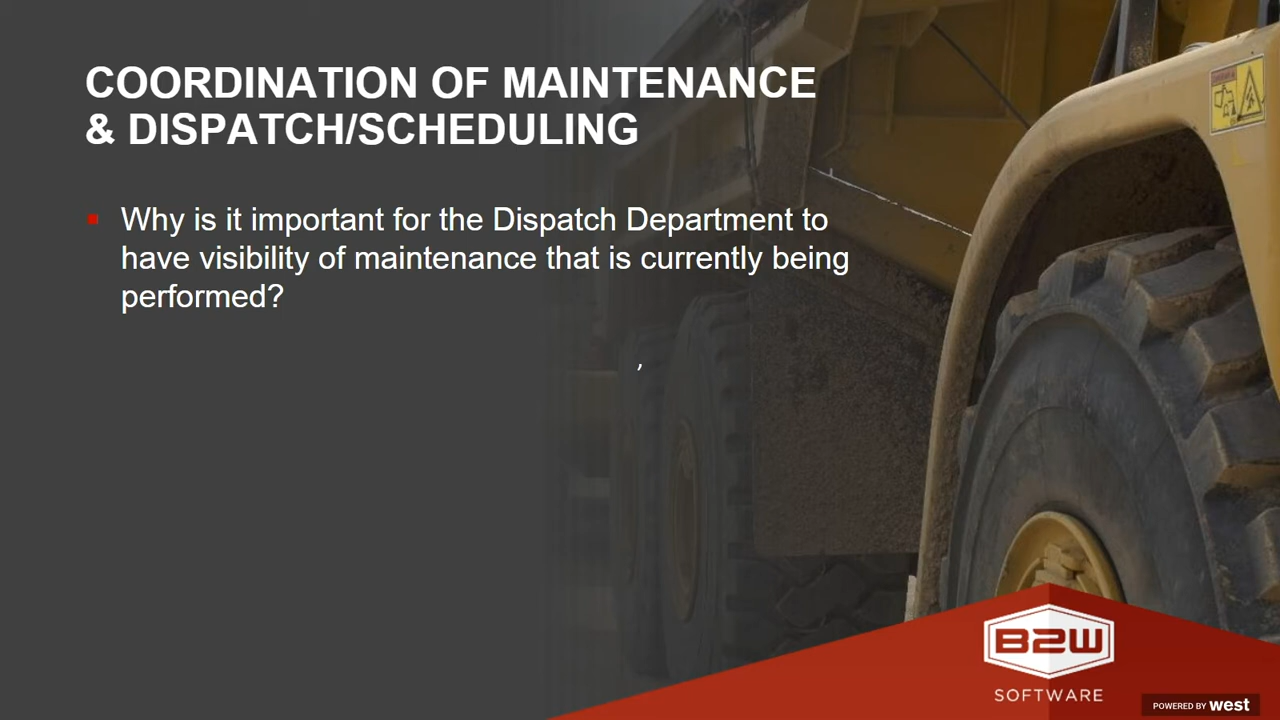 COORDINATION OF MAINTENANCE
& DISPATCH/SCHEDULING
Why is it important for the Dispatch Department to
have visibility of maintenance that is currently being
performed?
,
B2W
SOFTWARE
POWERED BY west